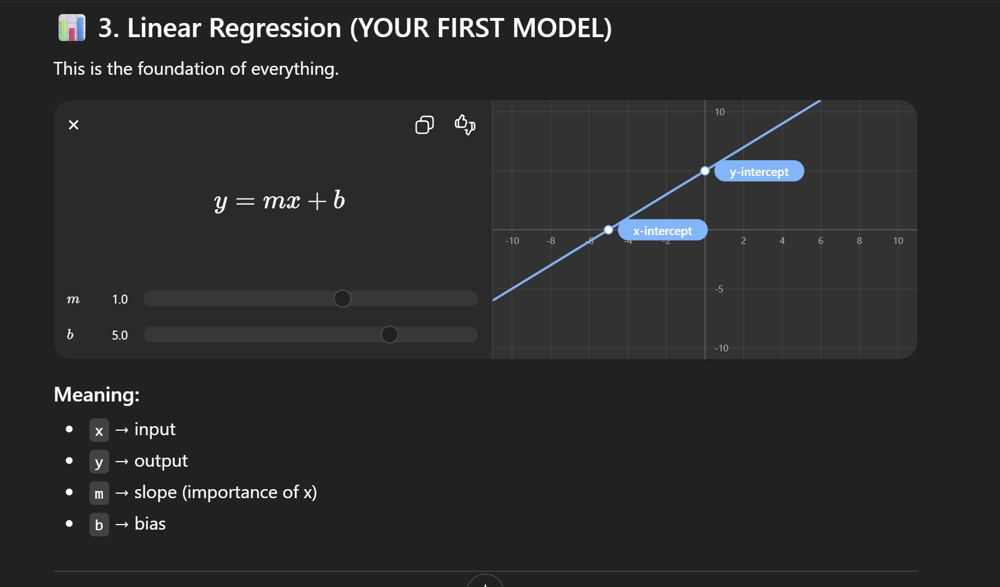 3. Linear Regression (YOUR FIRST MODEL)
This is the foundation of everything.
y = mx + b
m 1.0
b 5.0
10
y-intercept
x-intercept
-10 -8 -6 -4 -2 2 4 6 8 10
-5
-10
Meaning:
• x → input
• y → output
• m → slope (importance of x)
• b → bias